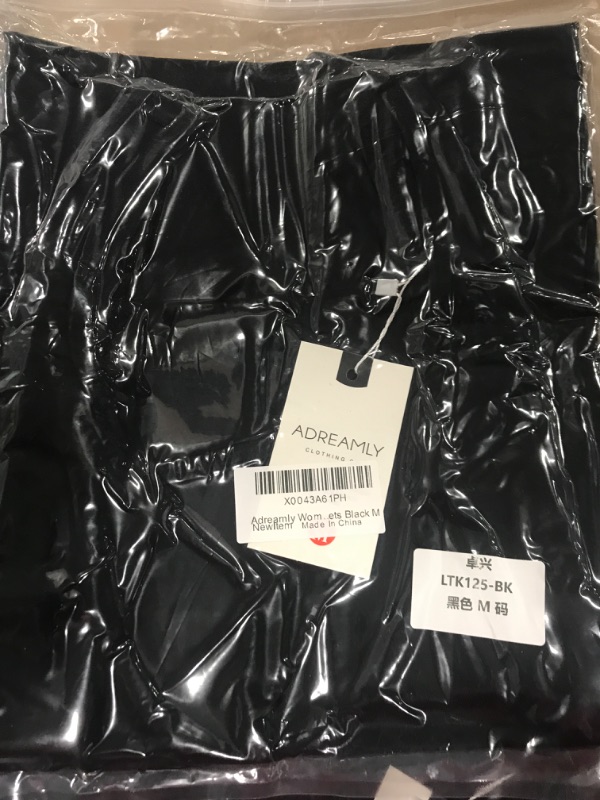 ADREAMLY
CLOTHING
X0043A61PH
Adreamly Wom...ets Black M
NewItem Made In China
卓兴
LTK125-BK
黑色 M 码